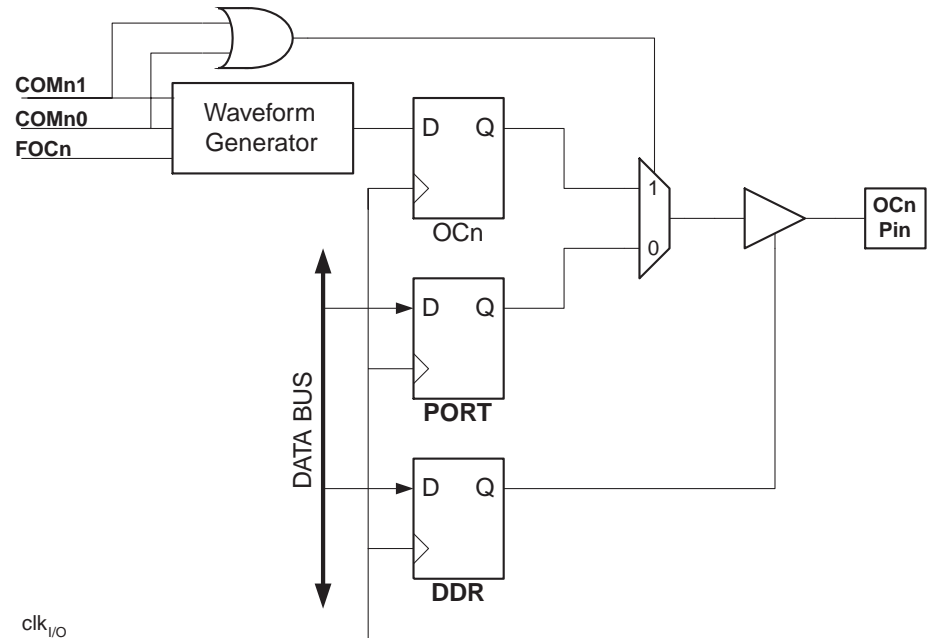 COMn1
COMn0
FOCn
Waveform
Generator
D Q
OCn
1
0
OCn
Pin
D Q
PORT
DATA BUS
D Q
DDR
clkI/O